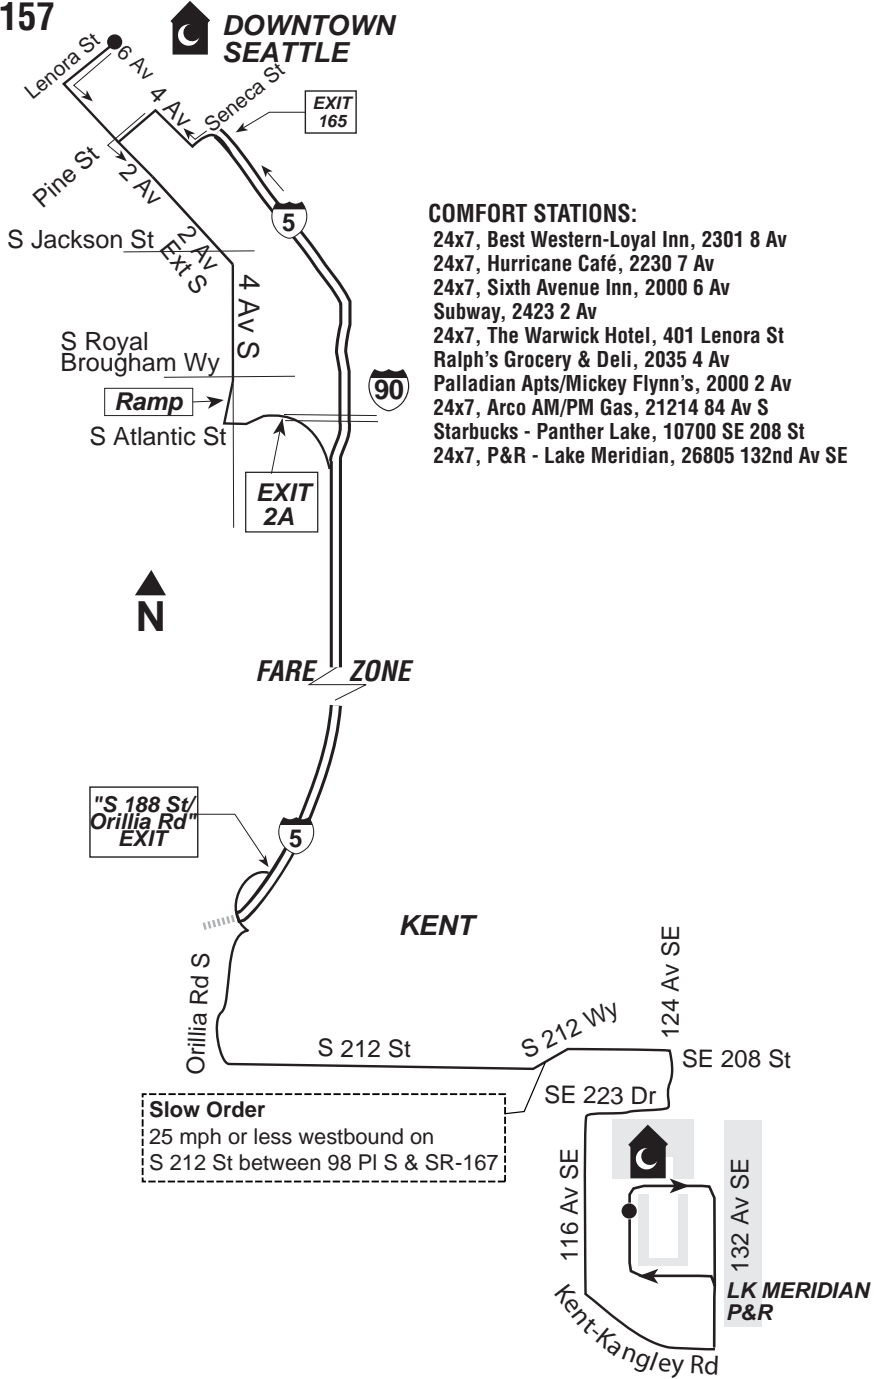 157
DOWNTOWN
SEATTLE
Lenora St
6 Av
4 Av
Seneca St
EXIT
165
Pine St
2 Av
5
S Jackson St
2 Av
Ext S
4 Av S
S Royal
Brougham Wy
90
Ramp
S Atlantic St
EXIT
2A
COMFORT STATIONS:
24x7, Best Western-Loyal Inn, 2301 8 Av
24x7, Hurricane Café, 2230 7 Av
24x7, Sixth Avenue Inn, 2000 6 Av
Subway, 2423 2 Av
24x7, The Warwick Hotel, 401 Lenora St
Ralph's Grocery & Deli, 2035 4 Av
Palladian Apts/Mickey Flynn's, 2000 2 Av
24x7, Arco AM/PM Gas, 21214 84 Av S
Starbucks - Panther Lake, 10700 SE 208 St
24x7, P&R - Lake Meridian, 26805 132nd Av SE
N
FARE ZONE
"S 188 St/
Orillia Rd"
EXIT
5
KENT
Orillia Rd S
S 212 St
S 212 Wy
124 Av SE
SE 208 St
SE 223 Dr
Slow Order
25 mph or less westbound on
S 212 St between 98 Pl S & SR-167
116 Av SE
132 Av SE
LK MERIDIAN
P&R
Kent-Kangley Rd